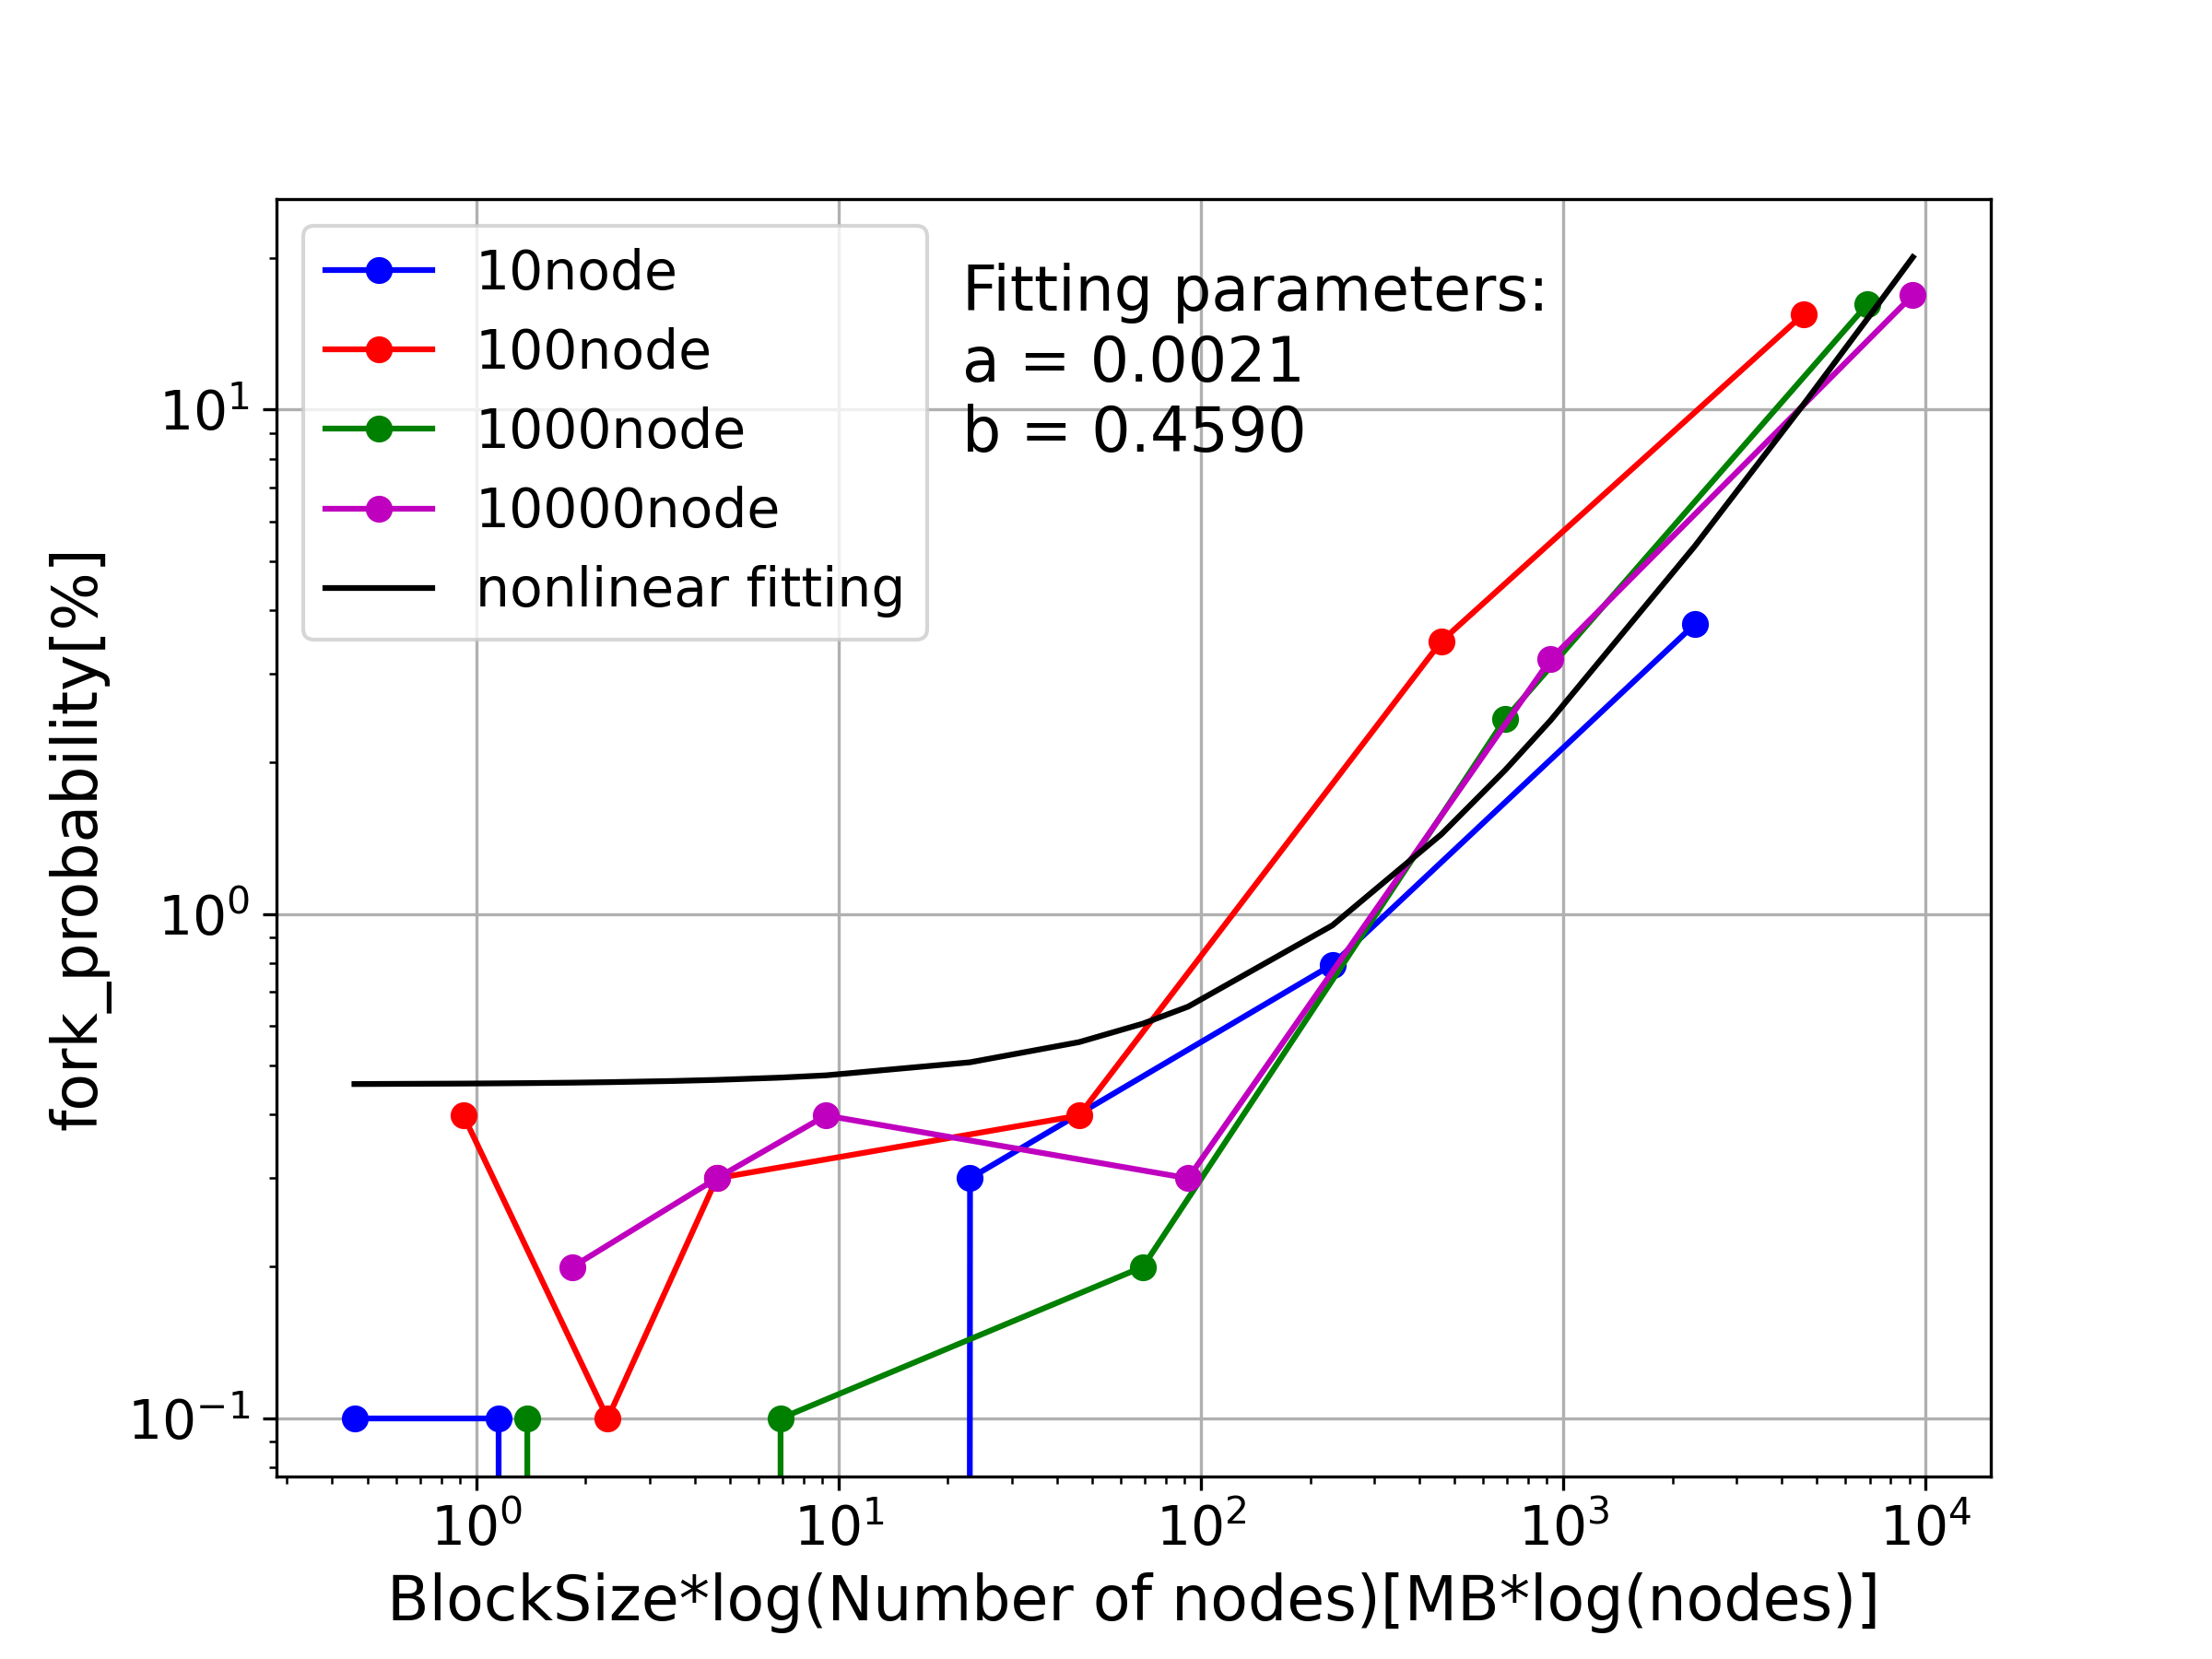 10node
100node
1000node
10000node
nonlinear fitting
Fitting parameters:
a = 0.0021
b = 0.4590
fork_probability[%]
10¹
10⁰
10⁻¹
10⁰ 10¹ 10² 10³ 10⁴
BlockSize*log(Number of nodes)[MB*log(nodes)]